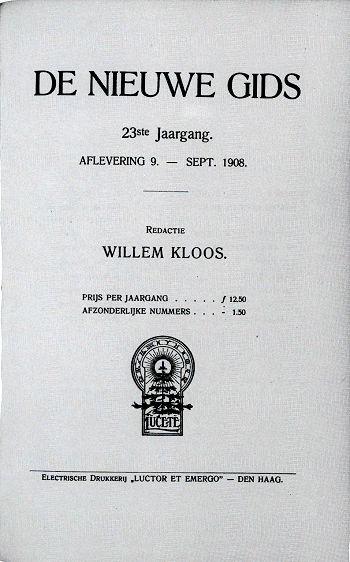 DE NIEUWE GIDS
23ste Jaargang.
AFLEVERING 9. — SEPT. 1908.
REDACTIE
WILLEM KLOOS.
PRIJS PER JAARGANG . . . . . ƒ 12.50
AFZONDERLIJKE NUMMERS . . . - 1.50
LUCETE
ELECTRISCHE DRUKKERIJ „LUCTOR ET EMERGO” — DEN HAAG.